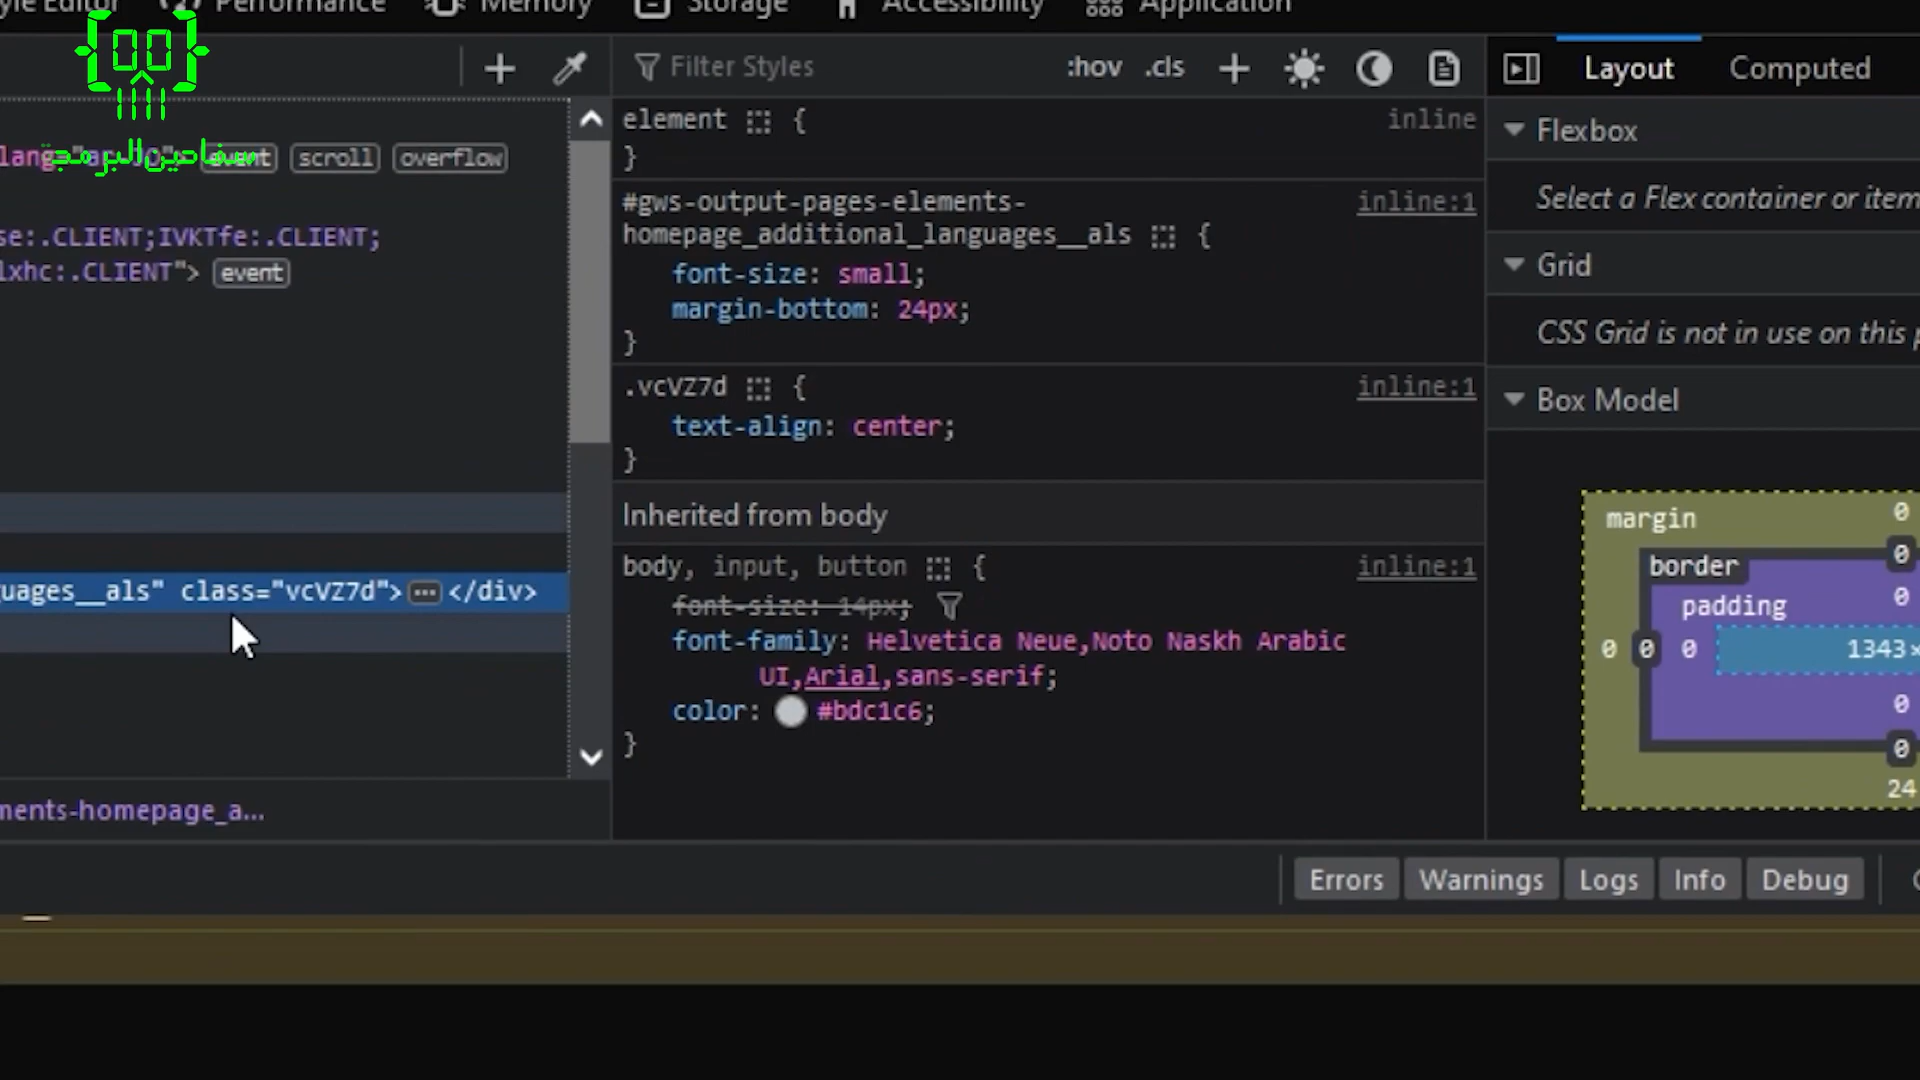 yle Editor Performance Memory Storage Accessibility Application
Filter Styles :hov .cls
Layout Computed
سفاحين البرمجة
event scroll overflow
se:.CLIENT;IVKTfe:.CLIENT;
lxhc:.CLIENT"> event
uages__als" class="vcVZ7d"> </div>
ments-homepage_a...
element { inline
}
#gws-output-pages-elements- inline:1
homepage_additional_languages__als {
font-size: small;
margin-bottom: 24px;
}
.vcVZ7d { inline:1
text-align: center;
}
Inherited from body
body, input, button { inline:1
font-size: 14px;
font-family: Helvetica Neue,Noto Naskh Arabic
UI,Arial,sans-serif;
color: #bdc1c6;
}
Flexbox
Select a Flex container or item
Grid
CSS Grid is not in use on this p
Box Model
margin 0
border 0
padding 0
0 0 0 1343×
0
0
24
Errors Warnings Logs Info Debug